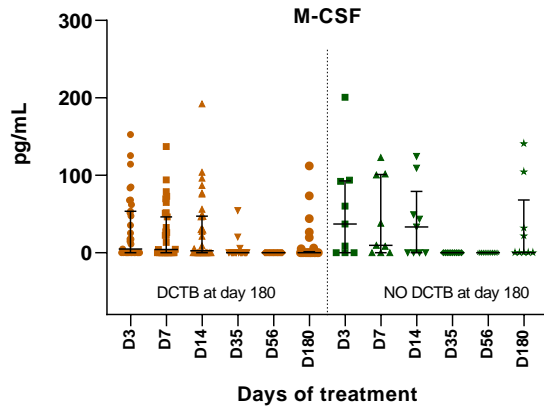 M-CSF
pg/mL
300
200
100
0
DCTB at day 180
NO DCTB at day 180
D3
D7
D14
D35
D56
D180
D3
D7
D14
D35
D56
D180
Days of treatment